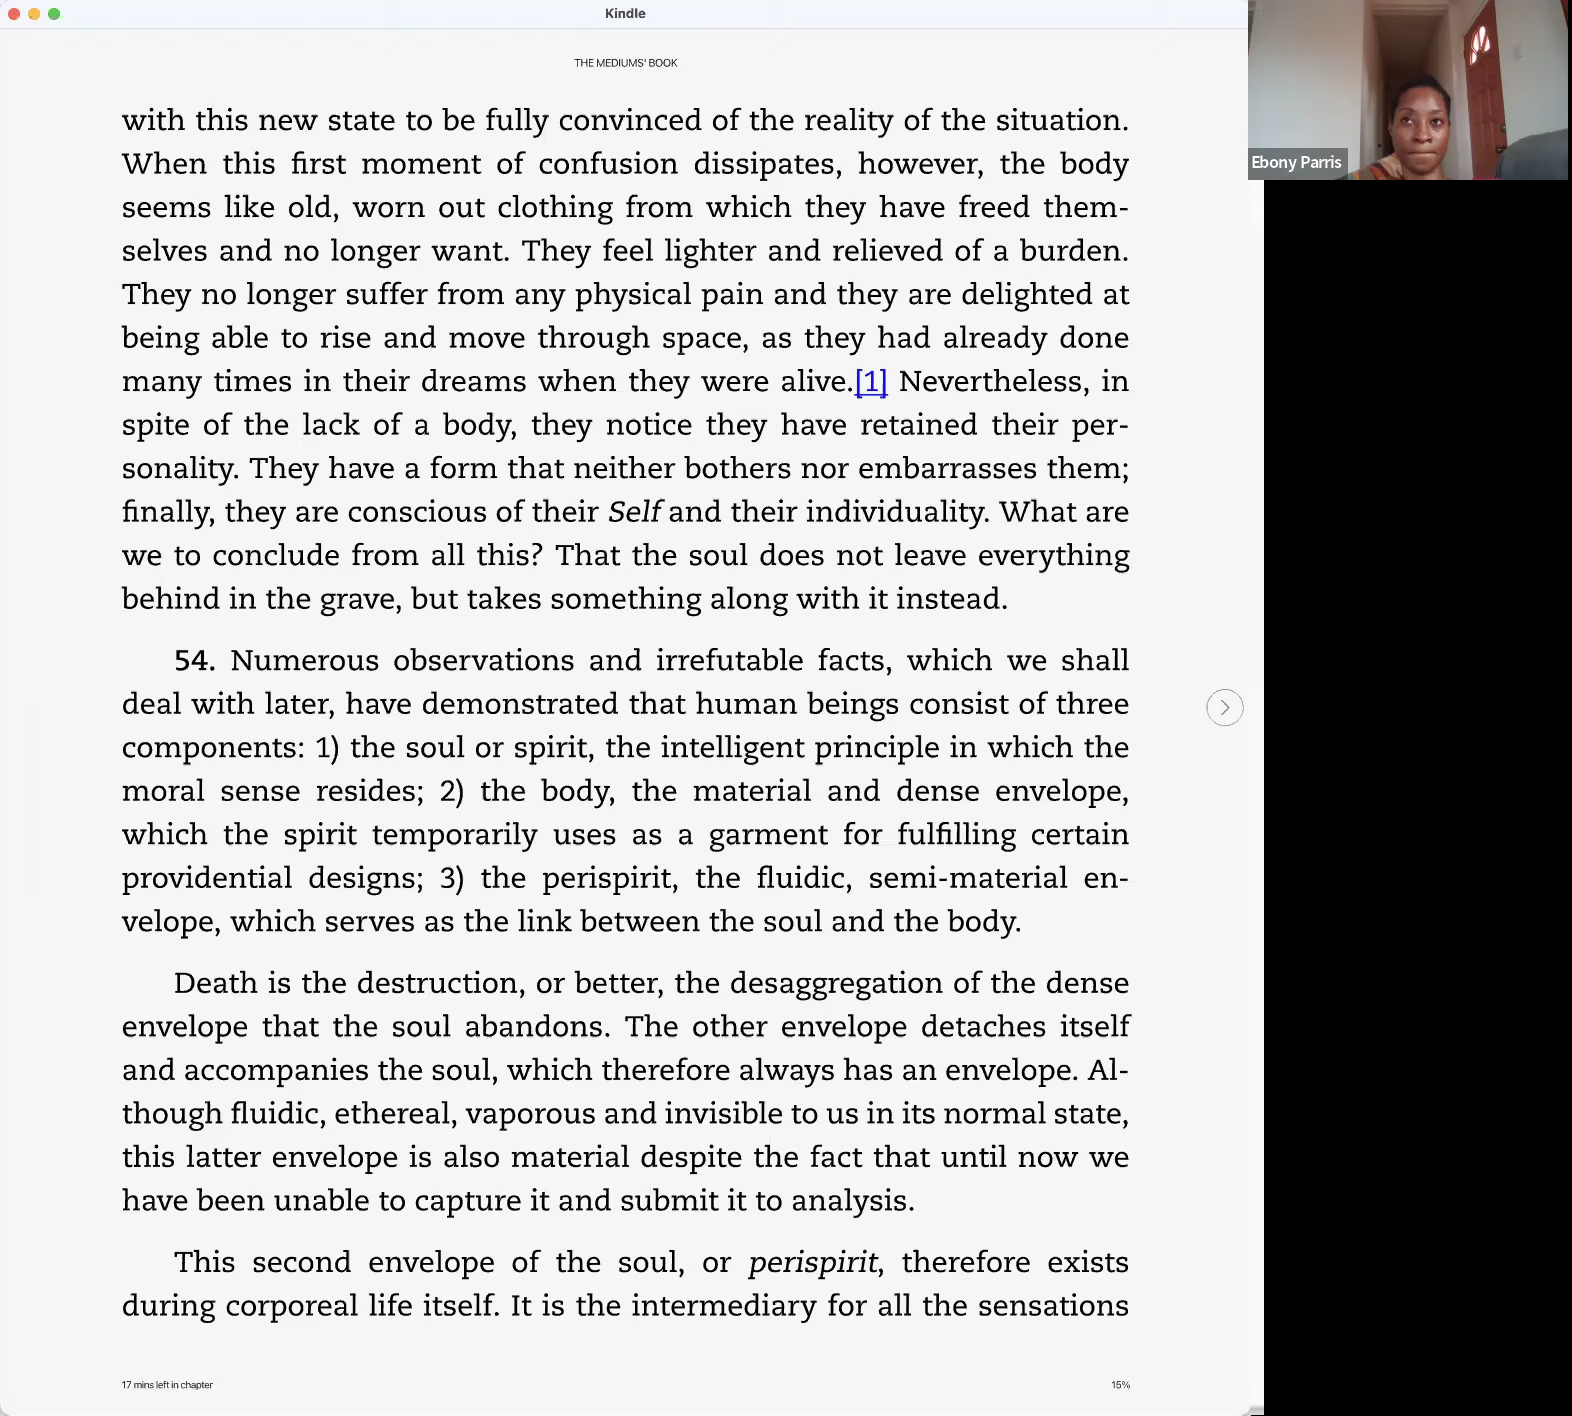 Kindle
THE MEDIUMS' BOOK
with this new state to be fully convinced of the reality of the situation.
When this first moment of confusion dissipates, however, the body
seems like old, worn out clothing from which they have freed them-
selves and no longer want. They feel lighter and relieved of a burden.
They no longer suffer from any physical pain and they are delighted at
being able to rise and move through space, as they had already done
many times in their dreams when they were alive.[1] Nevertheless, in
spite of the lack of a body, they notice they have retained their per-
sonality. They have a form that neither bothers nor embarrasses them;
finally, they are conscious of their Self and their individuality. What are
we to conclude from all this? That the soul does not leave everything
behind in the grave, but takes something along with it instead.
54. Numerous observations and irrefutable facts, which we shall
deal with later, have demonstrated that human beings consist of three
components: 1) the soul or spirit, the intelligent principle in which the
moral sense resides; 2) the body, the material and dense envelope,
which the spirit temporarily uses as a garment for fulfilling certain
providential designs; 3) the perispirit, the fluidic, semi-material en-
velope, which serves as the link between the soul and the body.
Death is the destruction, or better, the desaggregation of the dense
envelope that the soul abandons. The other envelope detaches itself
and accompanies the soul, which therefore always has an envelope. Al-
though fluidic, ethereal, vaporous and invisible to us in its normal state,
this latter envelope is also material despite the fact that until now we
have been unable to capture it and submit it to analysis.
This second envelope of the soul, or perispirit, therefore exists
during corporeal life itself. It is the intermediary for all the sensations
17 mins left in chapter
15%
Ebony Parris